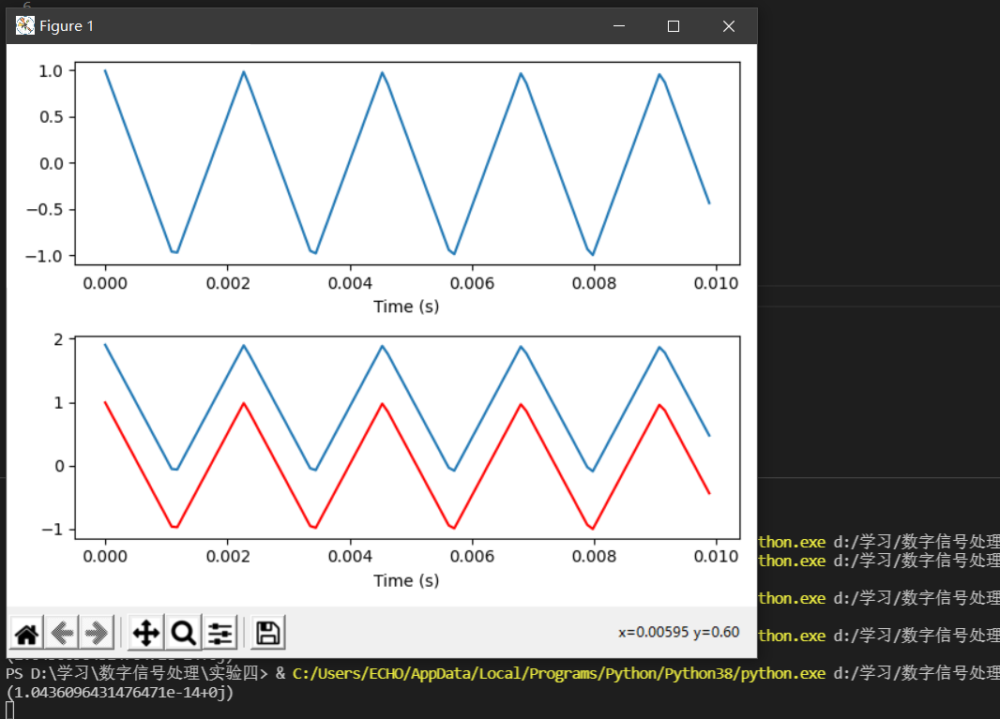 6
Figure 1
1.0
0.5
0.0
−0.5
−1.0
0.000 0.002 0.004 0.006 0.008 0.010
Time (s)
2
1
0
−1
0.000 0.002 0.004 0.006 0.008 0.010
Time (s)
x=0.00595 y=0.60
thon.exe d:/学习/数字信号处理
thon.exe d:/学习/数字信号处理
thon.exe d:/学习/数字信号处理
thon.exe d:/学习/数字信号处理
PS D:\学习\数字信号处理\实验四> & C:/Users/ECHO/AppData/Local/Programs/Python/Python38/python.exe d:/学习/数字信号处理
(1.0436096431476471e-14+0j)